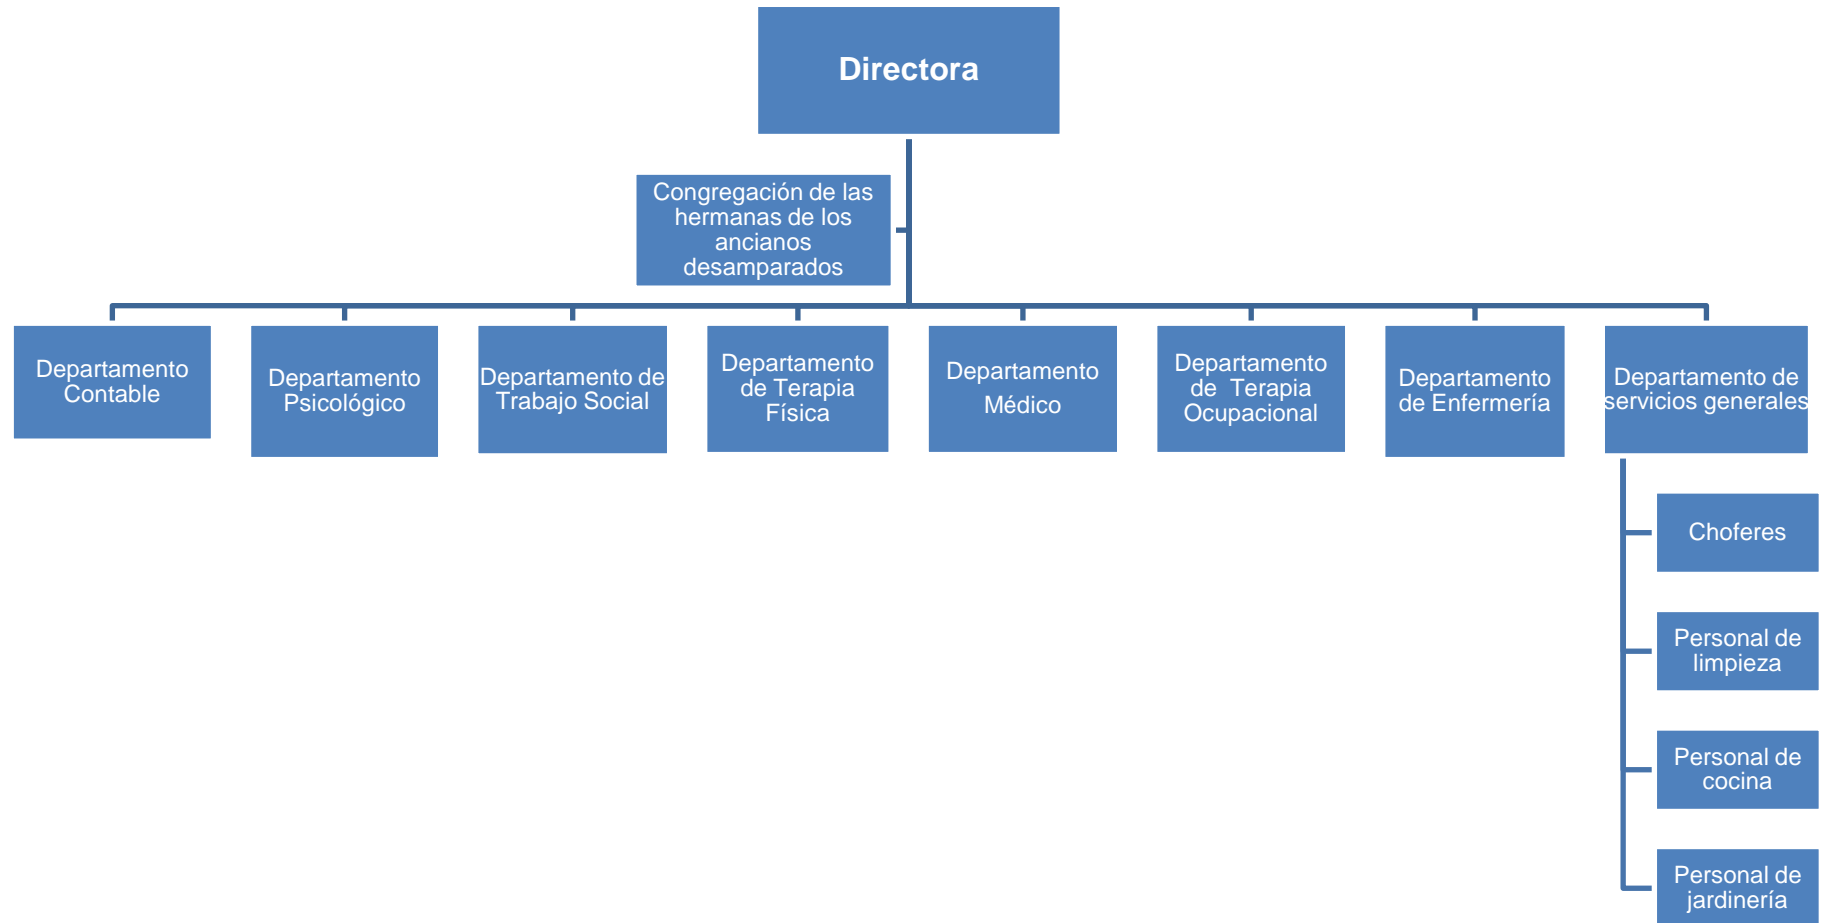 Directora
Congregación de las
hermanas de los
ancianos
desamparados
Departamento
Contable
Departamento
Psicológico
Departamento de
Trabajo Social
Departamento
de Terapia
Física
Departamento
Médico
Departamento
de  Terapia
Ocupacional
Departamento
de Enfermería
Departamento de
servicios generales
Choferes
Personal de
limpieza
Personal de
cocina
Personal de
jardinería